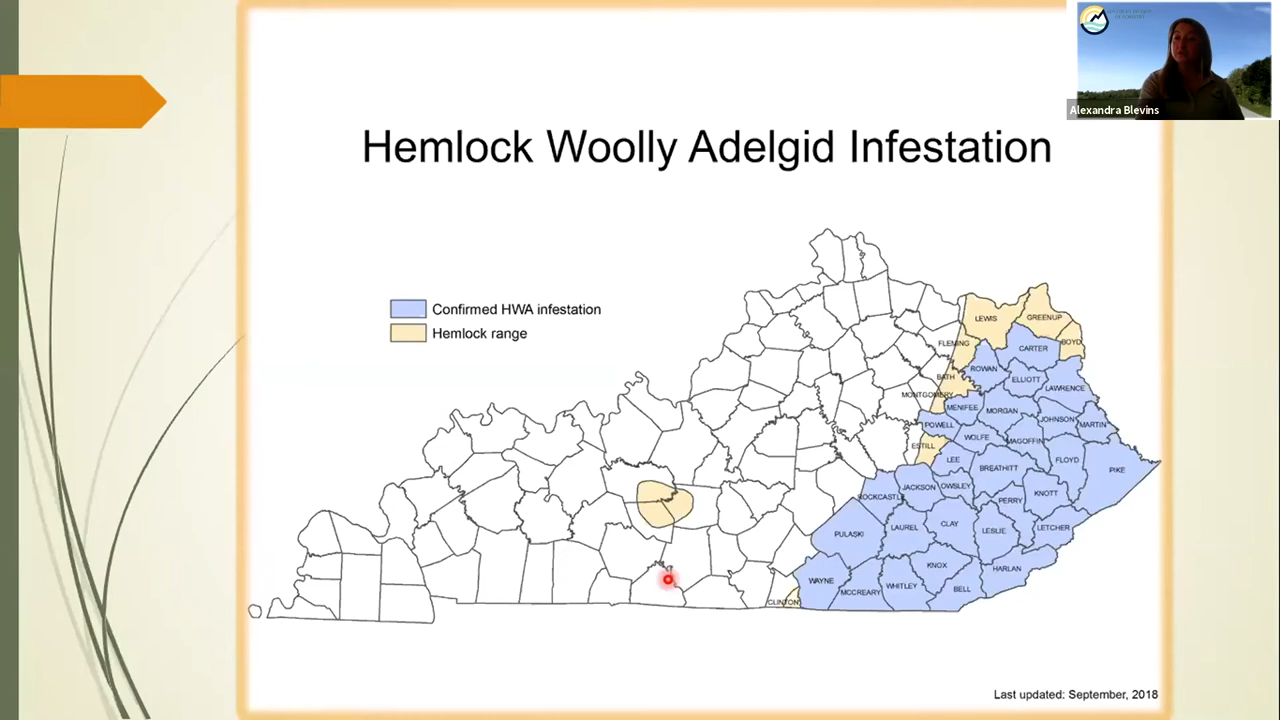 Alexandra Blevins
Hemlock Woolly Adelgid Infestation
Confirmed HWA infestation
Hemlock range
LEWIS
GREENUP
FLEMING
CARTER
BOYD
ROWAN
BATH
ELLIOTT
LAWRENCE
MONTGOMERY
MENIFEE
MORGAN
JOHNSON
MARTIN
POWELL
WOLFE
MAGOFFIN
ESTILL
LEE
BREATHITT
FLOYD
PIKE
ROCKCASTLE
JACKSON
OWSLEY
PERRY
KNOTT
PULASKI
LAUREL
CLAY
LESLIE
LETCHER
KNOX
HARLAN
WAYNE
MCCREARY
WHITLEY
BELL
CLINTON
Last updated: September, 2018